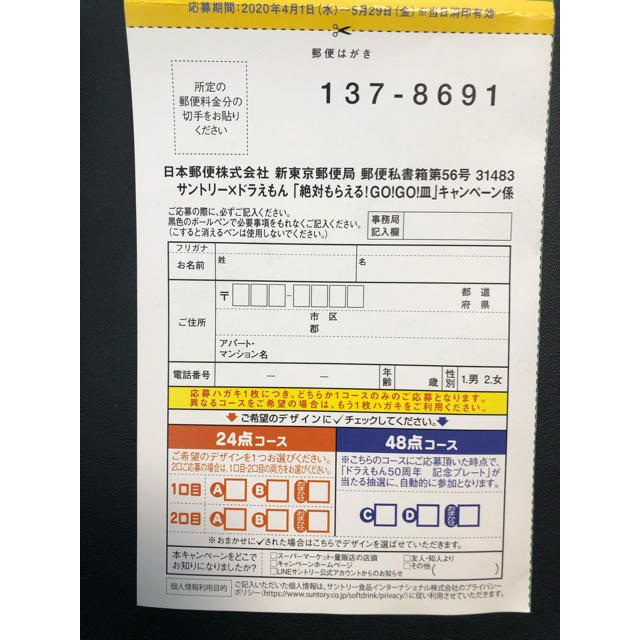 応募期間：2020年4月1日（水）～5月29日（金）※当日消印有効
郵便はがき
所定の
郵便料金分の
切手をお貼り
ください
137-8691
日本郵便株式会社 新東京郵便局 郵便私書箱第56号 31483
サントリー×ドラえもん「絶対もらえる！GO!GO!皿」キャンペーン係
ご応募の際に、必ずご記入ください。
黒色のボールペンで必要事項をもれなくご記入ください。
（こすると消えるペンは使用しないでください。）
事務局
記入欄
フリガナ
お名前
姓
名
ご住所
〒
都 道
府 県
市 区
郡
アパート・
マンション名
電話番号
年齢
歳
性別
1.男 2.女
応募ハガキ1枚につき、どちらか1コースのみのご応募となります。
異なるコースをご希望の場合は、もう1枚ハガキをご利用ください。
ご希望のデザインに✓チェックしてください。
24点コース
ご希望のデザインを1つお選びください。
2口ご応募の場合は、1口目・2口目の両方をお選びください。
1口目 A B おまかせ
2口目 A B おまかせ
48点コース
※こちらのコースにご応募頂いた時点で、
「ドラえもん50周年 記念プレート」が
当たる抽選に、自動的に参加となります。
C D おまかせ
※おまかせに✓された場合はこちらでデザインを選ばせていただきます。
本キャンペーンをどこで
お知りになりましたか？
□スーパーマーケット・量販店の店頭 □友人・知人より
□キャンペーンホームページ □その他（ ）
□LINEサントリー公式アカウントからのお知らせ
個人情報利用目的
ご記入いただいた個人情報は、サントリー食品インターナショナル株式会社のプライバシー
ポリシー（https://www.suntory.co.jp/softdrink/privacy/）に従い利用させていただきます。